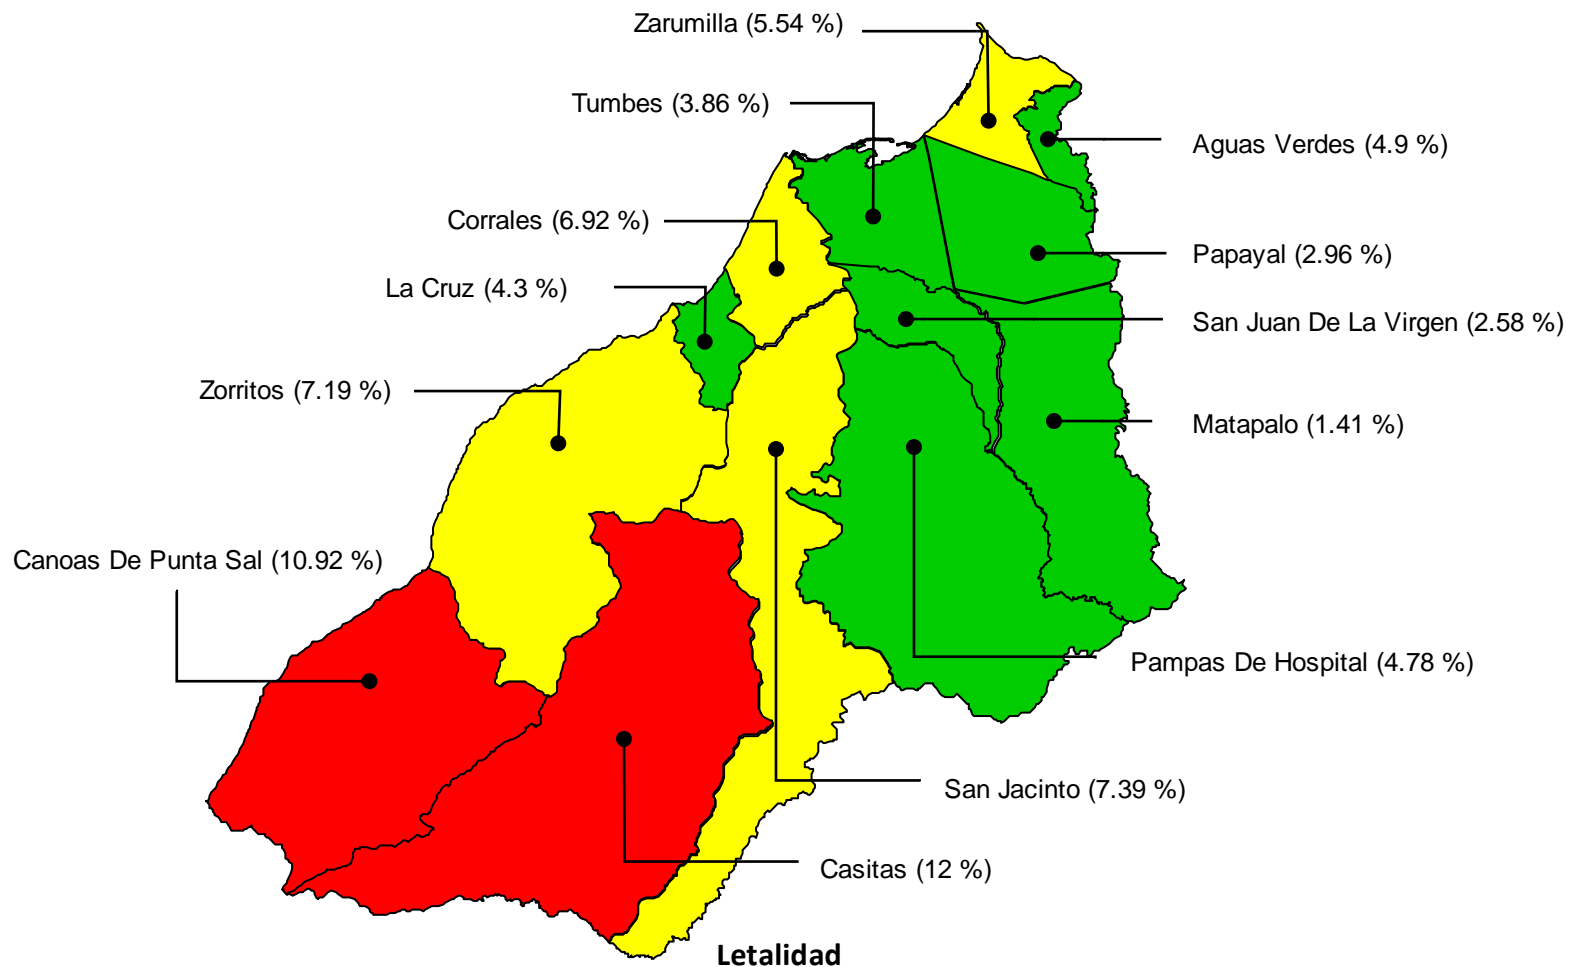 Zarumilla (5.54 %)
Tumbes (3.86 %)
Aguas Verdes (4.9 %)
Corrales (6.92 %)
Papayal (2.96 %)
La Cruz (4.3 %)
San Juan De La Virgen (2.58 %)
Zorritos (7.19 %)
Matapalo (1.41 %)
Canoas De Punta Sal (10.92 %)
Pampas De Hospital (4.78 %)
San Jacinto (7.39 %)
Casitas (12 %)
Letalidad